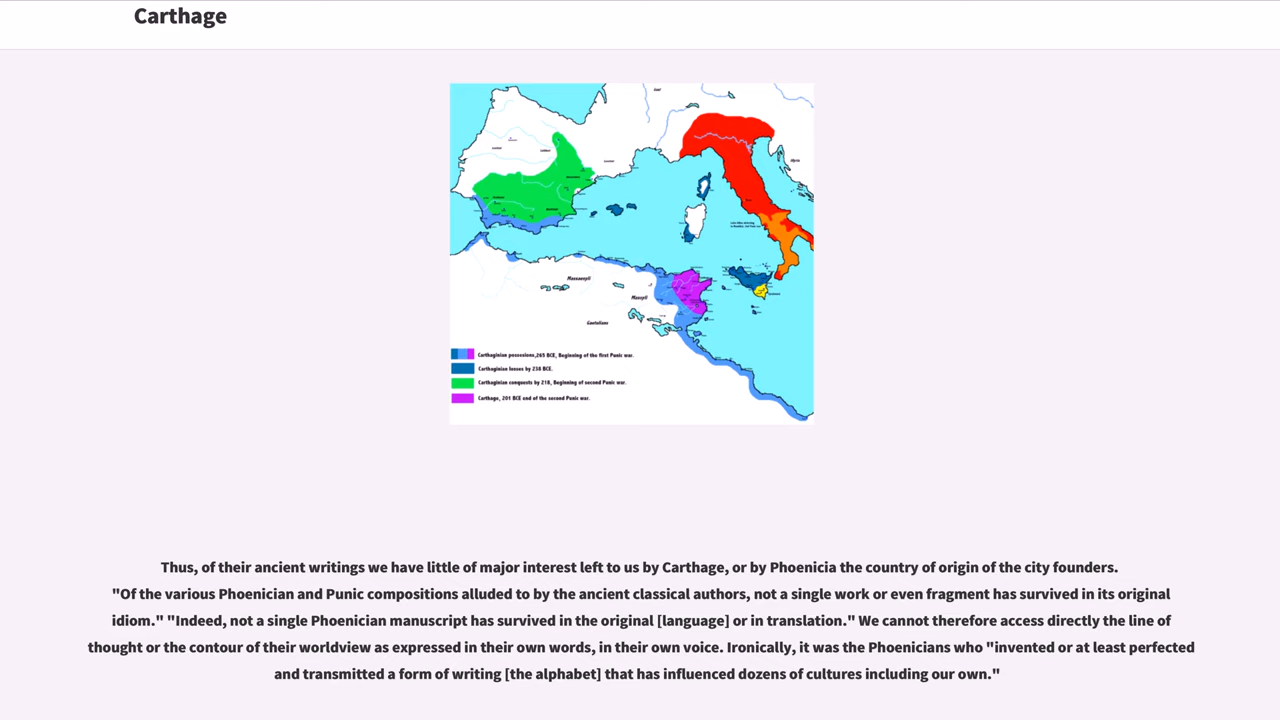 Carthage
Massaesyli
Massyli
Gaetulians
Carthaginian possesions,265 BCE, Beginning of the first Punic war.
Carthaginian losses by 238 BCE.
Carthaginian conquests by 218, Beginning of second Punic war.
Carthage, 201 BCE end of the second Punic war.
Thus, of their ancient writings we have little of major interest left to us by Carthage, or by Phoenicia the country of origin of the city founders.
"Of the various Phoenician and Punic compositions alluded to by the ancient classical authors, not a single work or even fragment has survived in its original
idiom." "Indeed, not a single Phoenician manuscript has survived in the original [language] or in translation." We cannot therefore access directly the line of
thought or the contour of their worldview as expressed in their own words, in their own voice. Ironically, it was the Phoenicians who "invented or at least perfected
and transmitted a form of writing [the alphabet] that has influenced dozens of cultures including our own."